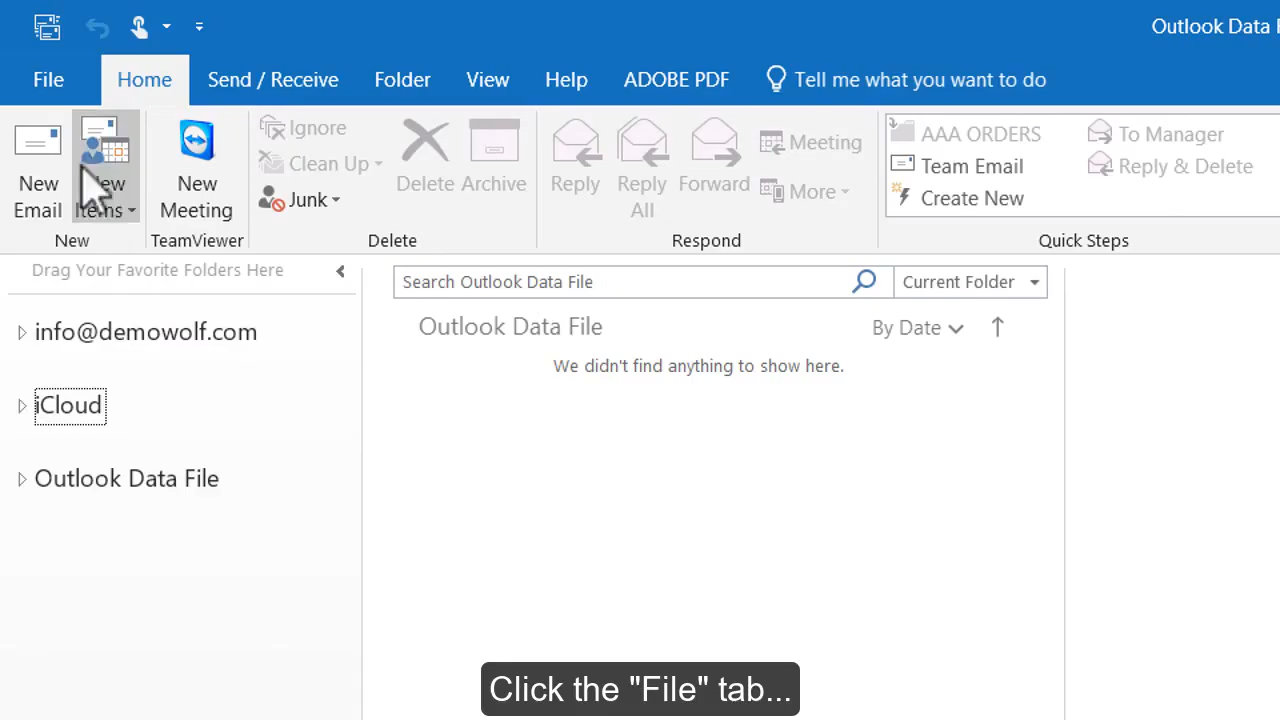 Outlook Data F
File Home Send / Receive Folder View Help ADOBE PDF Tell me what you want to do
New Email
New Items
New Meeting
Ignore
Clean Up
Junk
Delete Archive
Reply Reply All Forward
Meeting
More
AAA ORDERS
Team Email
Create New
To Manager
Reply & Delete
New TeamViewer Delete Respond Quick Steps
Drag Your Favorite Folders Here
Search Outlook Data File Current Folder
info@demowolf.com
Outlook Data File By Date
We didn't find anything to show here.
iCloud
Outlook Data File
Click the "File" tab...